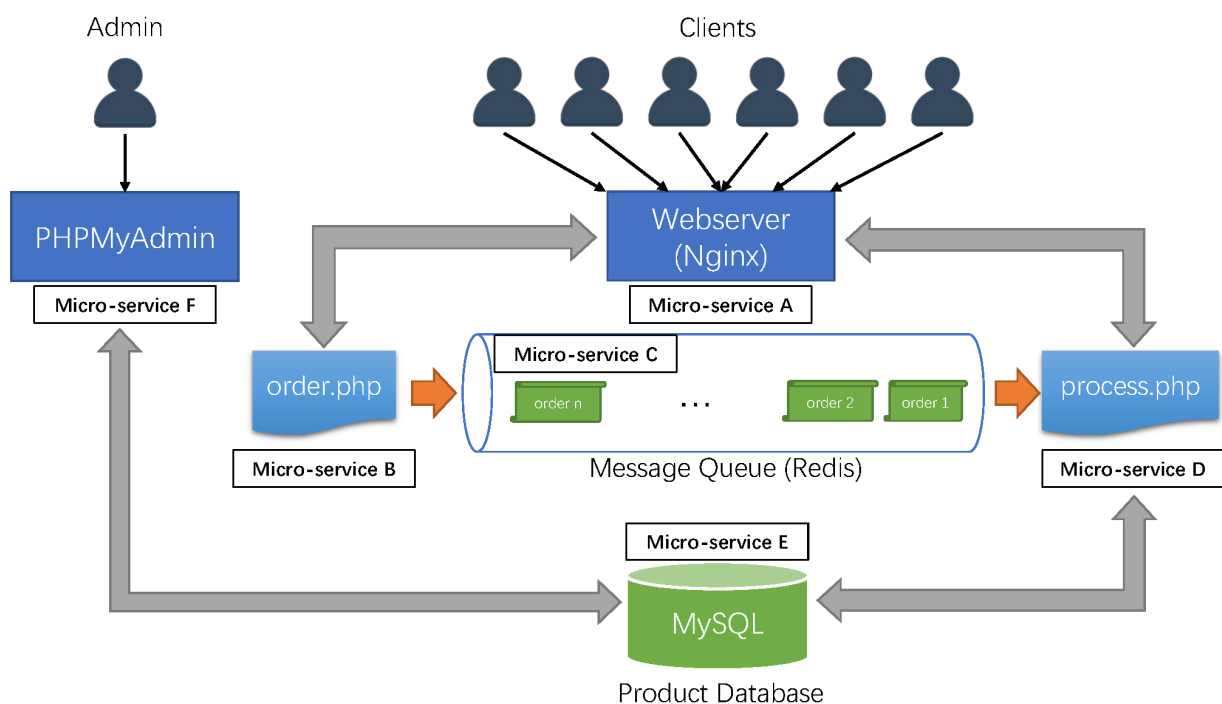 Admin
Clients
PHPMyAdmin
Webserver
(Nginx)
Micro-service F
Micro-service A
Micro-service C
order.php
order n
...
order 2
order 1
process.php
Micro-service B
Message Queue (Redis)
Micro-service D
Micro-service E
MySQL
Product Database